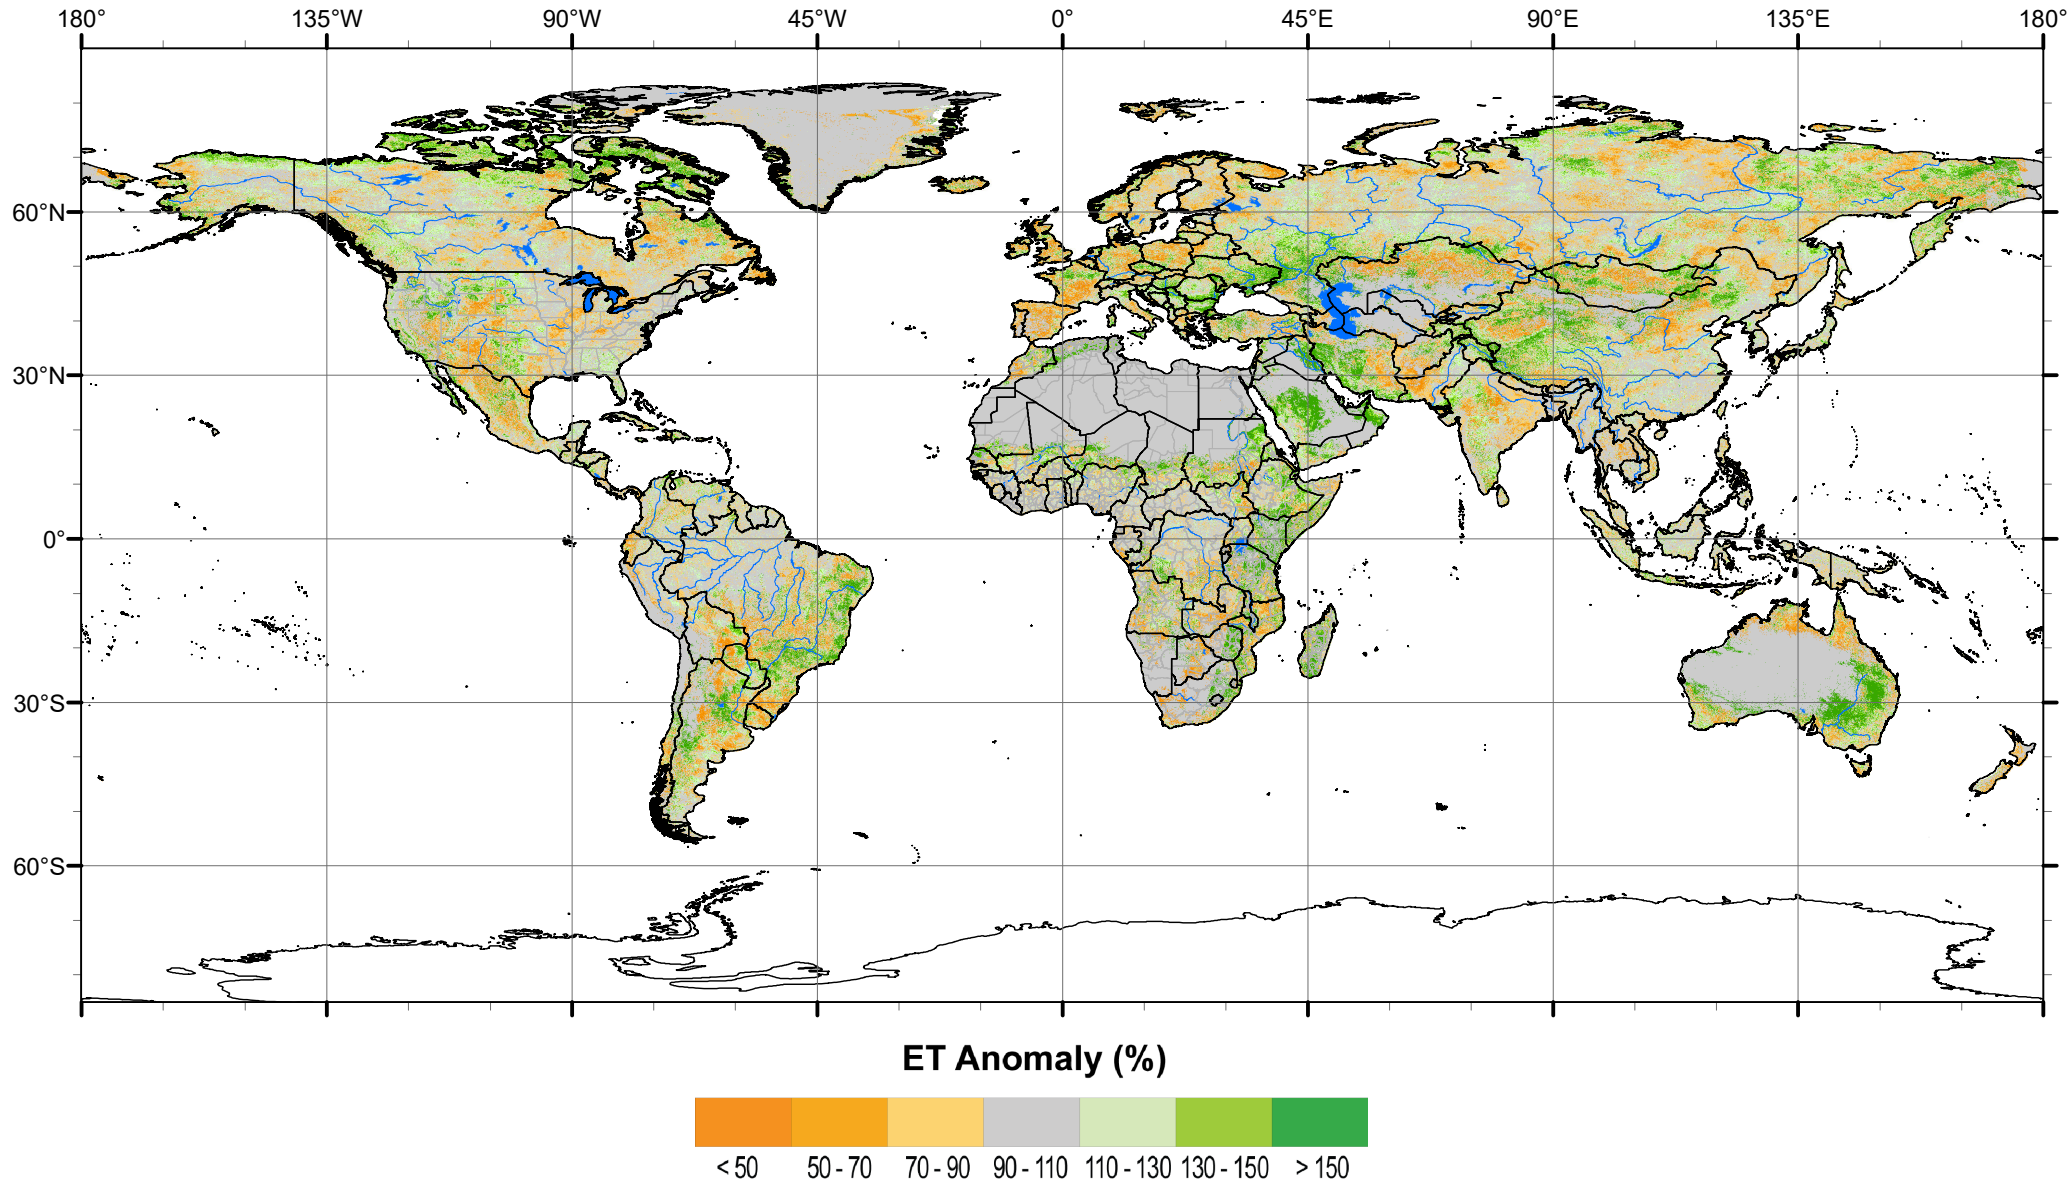 180° 135°W 90°W 45°W 0° 45°E 90°E 135°E 180°
60°N
30°N
0°
30°S
60°S
ET Anomaly (%)
< 50 50 - 70 70 - 90 90 - 110 110 - 130 130 - 150 > 150